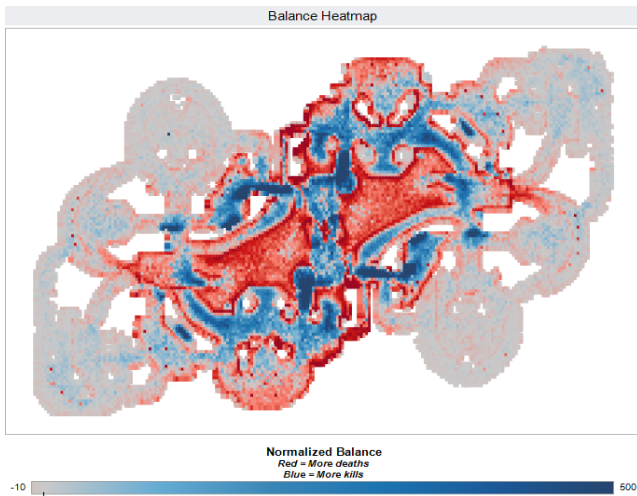 Balance Heatmap
Normalized Balance
Red = More deaths
Blue = More kills
-10 500